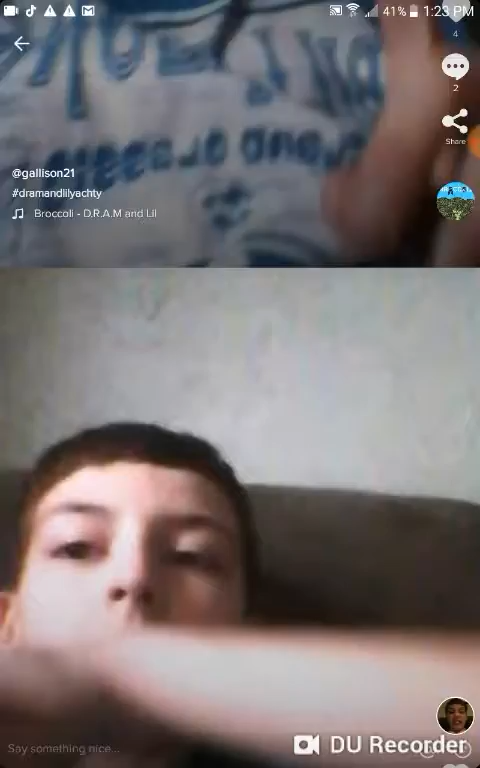 41% 1:23 PM
4
2
Share
@gallison21
#dramandlilyachty
Broccoli - D.R.A.M and Lil
Say something nice...
DU Recorder